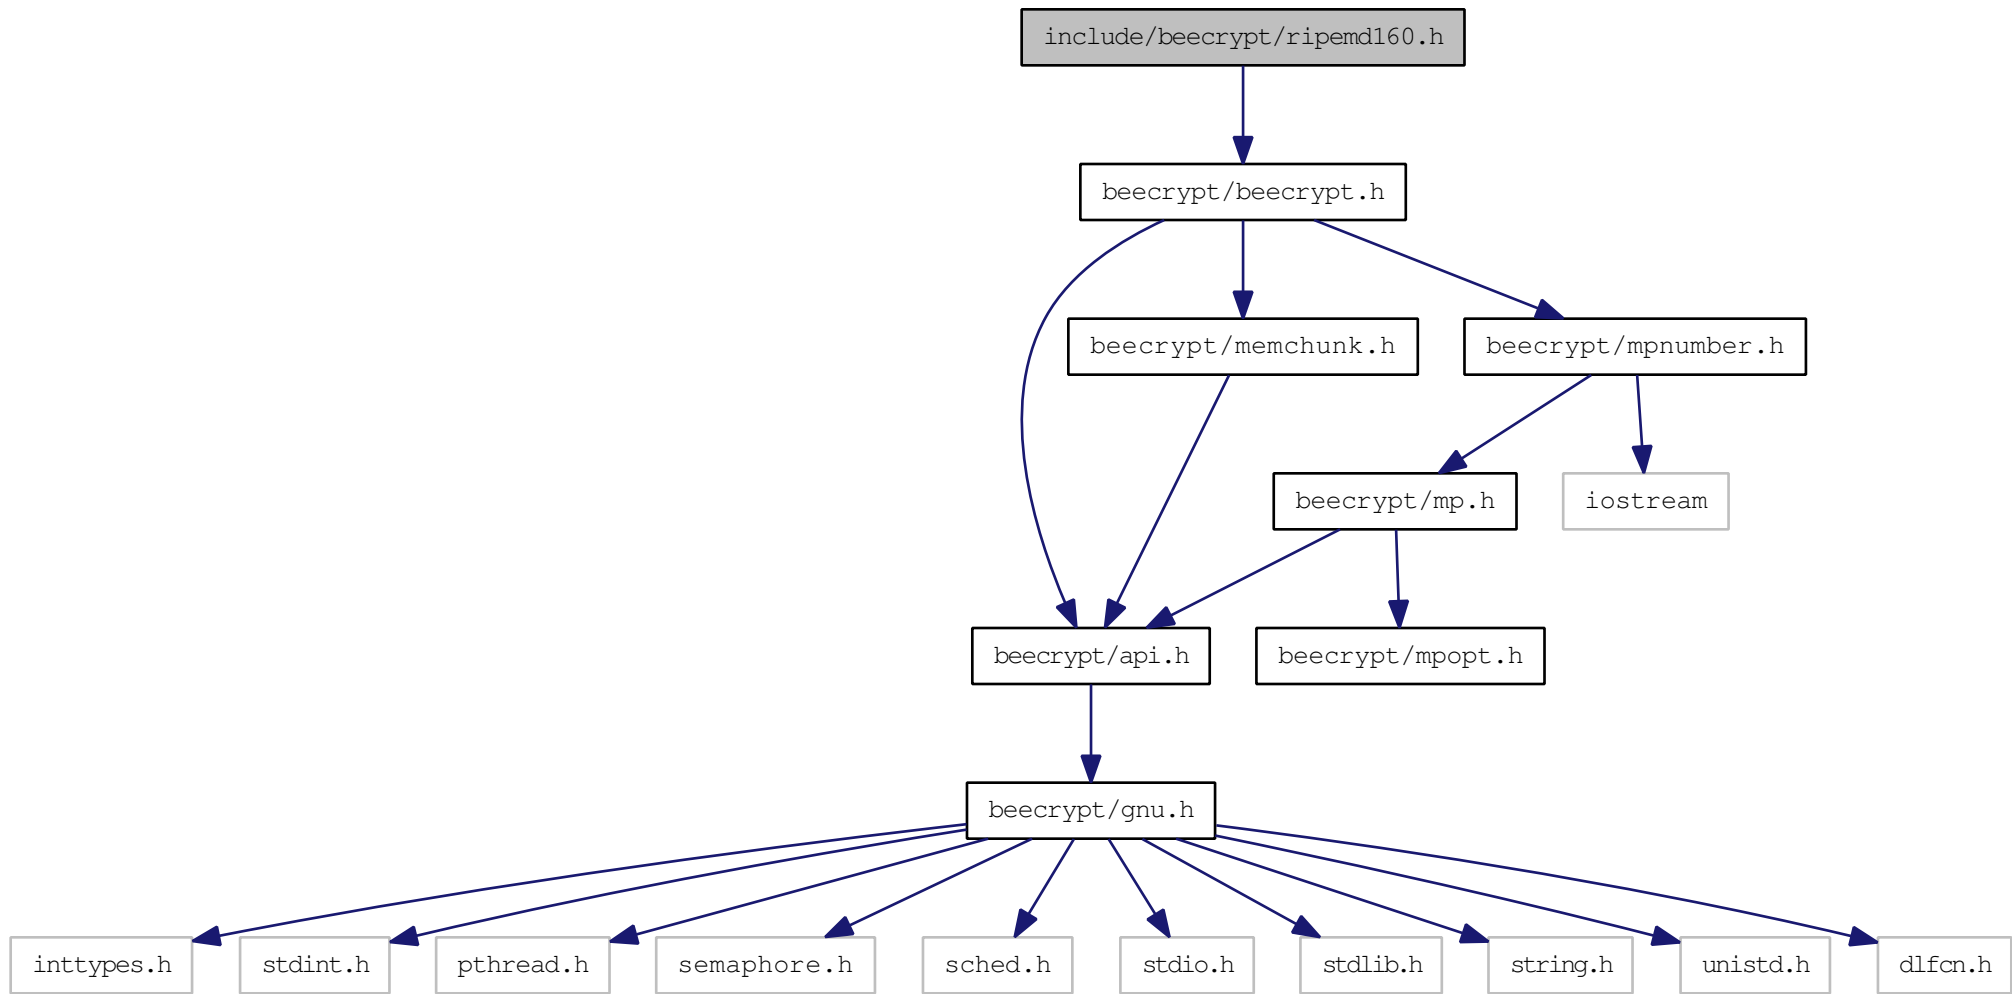 include/beecrypt/ripemd160.h
beecrypt/beecrypt.h
beecrypt/memchunk.h
beecrypt/mpnumber.h
beecrypt/mp.h
iostream
beecrypt/api.h
beecrypt/mpopt.h
beecrypt/gnu.h
inttypes.h
stdint.h
pthread.h
semaphore.h
sched.h
stdio.h
stdlib.h
string.h
unistd.h
dlfcn.h